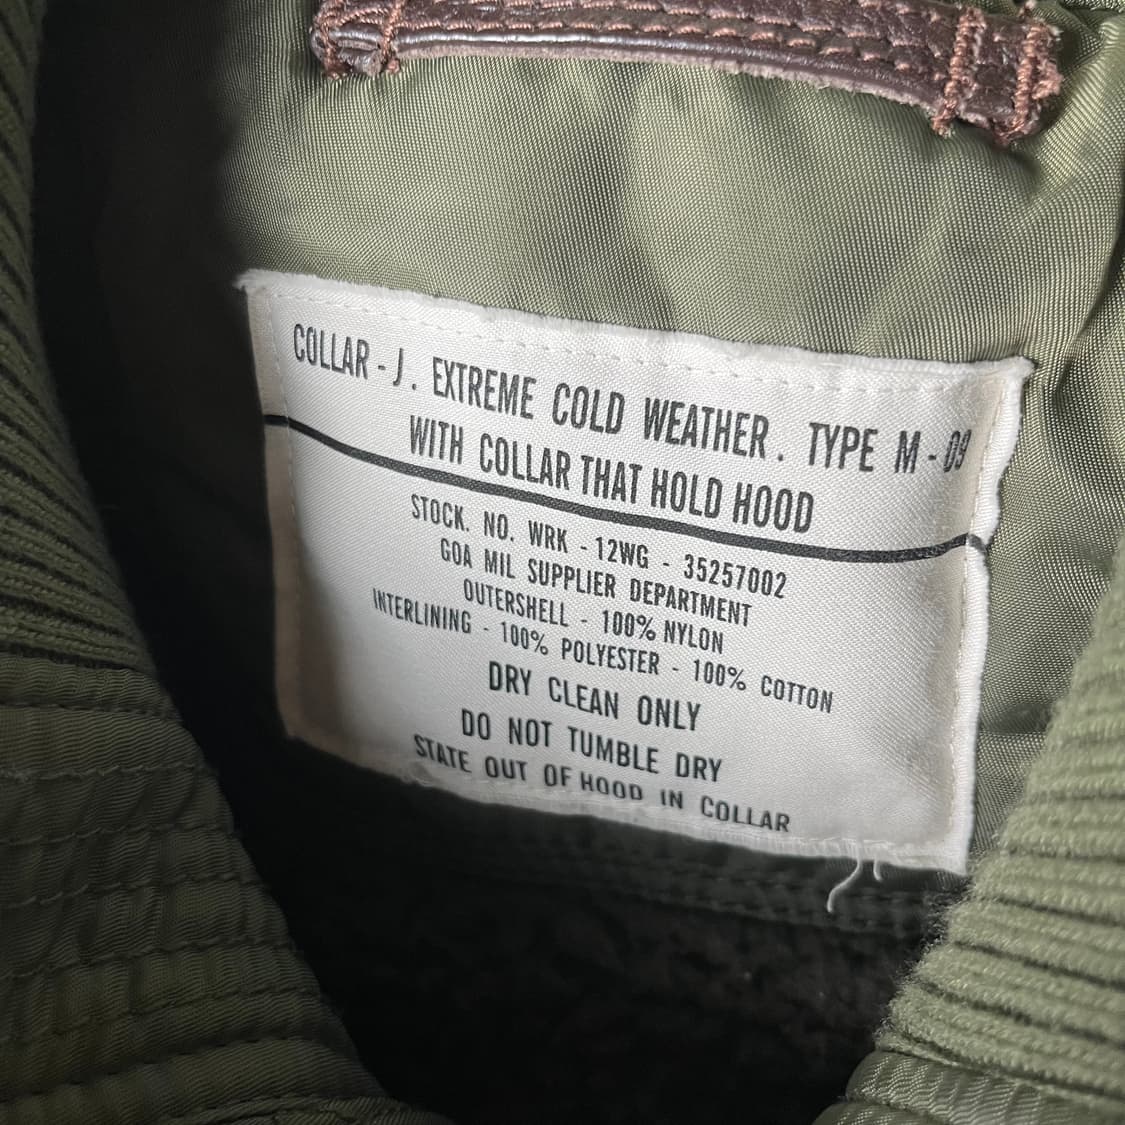 COLLAR - J. EXTREME COLD WEATHER. TYPE M - 09
WITH COLLAR THAT HOLD HOOD
STOCK. NO. WRK - 12WG - 35257002
GOA MIL SUPPLIER DEPARTMENT
OUTERSHELL - 100% NYLON
INTERLINING - 100% POLYESTER - 100% COTTON
DRY CLEAN ONLY
DO NOT TUMBLE DRY
STATE OUT OF HOOD IN COLLAR